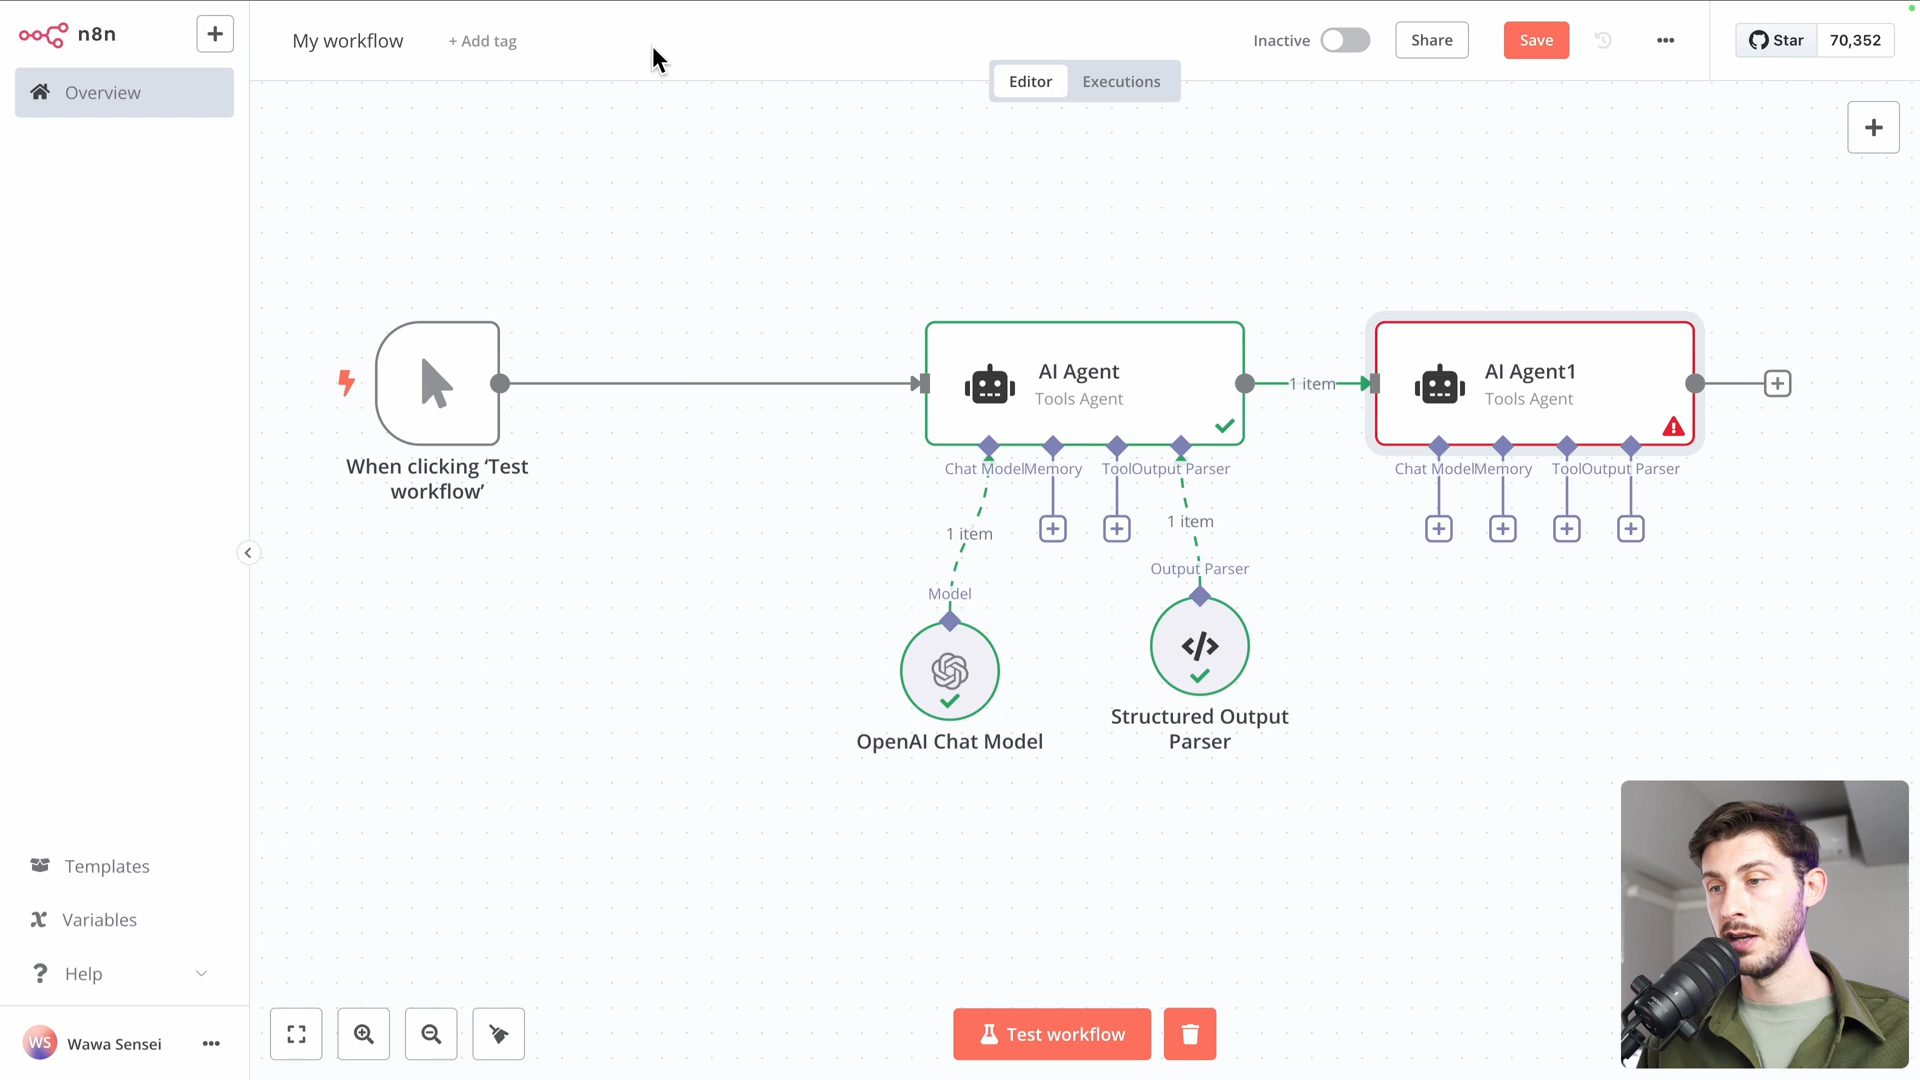 n8n
My workflow
+ Add tag
Inactive
Share
Save
Star
70,352
Editor
Executions
Overview
When clicking ‘Test
workflow’
AI Agent
Tools Agent
1 item
AI Agent1
Tools Agent
Chat Model
Memory
Tool
Output Parser
Chat Model
Memory
Tool
Output Parser
1 item
1 item
Model
Output Parser
OpenAI Chat Model
Structured Output
Parser
Templates
Variables
Help
WS
Wawa Sensei
Test workflow